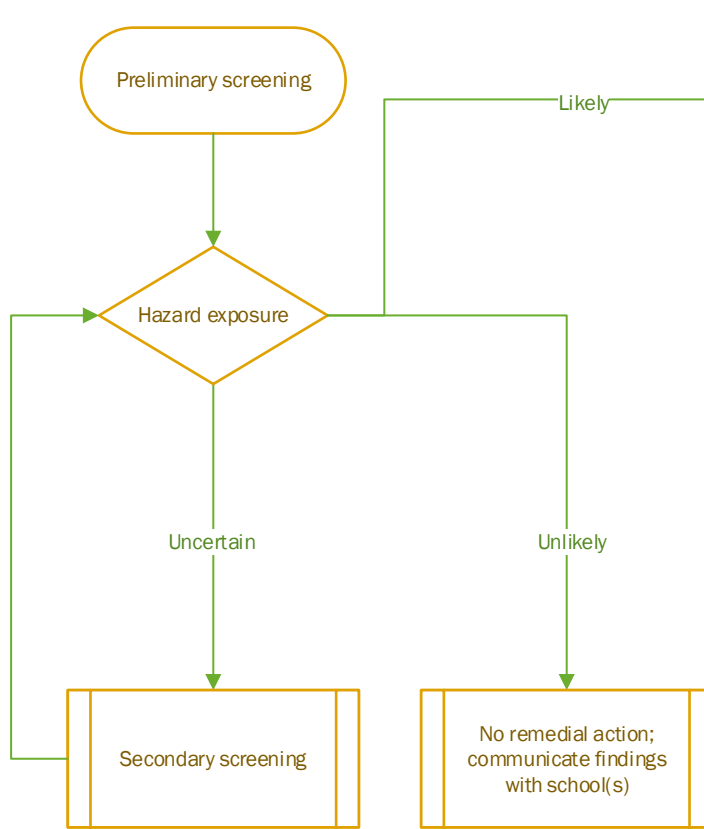 Preliminary screening
Likely
Hazard exposure
Uncertain
Unlikely
Secondary screening
No remedial action;
communicate findings
with school(s)